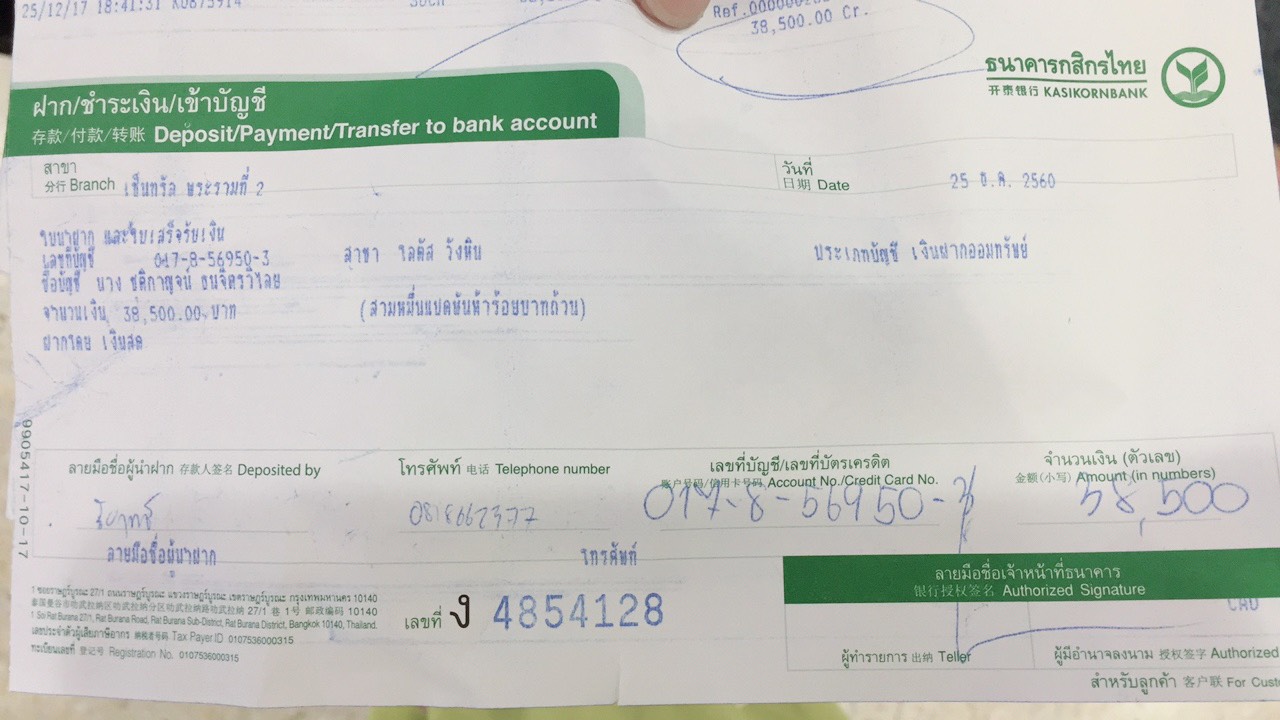 25/12/17 18:41:31 K0875914
38,500.00 Cr.
ธนาคารกสิกรไทย
开泰银行 KASIKORNBANK
ฝาก/ชำระเงิน/เข้าบัญชี
存款/付款/转账 Deposit/Payment/Transfer to bank account
สาขา
分行 Branch เซ็นทรัล พระรามที่ 2
วันที่
日期 Date 25 ธ.ค. 2560
ใบนำฝาก และใบเสร็จรับเงิน
เลขที่บัญชี 017-8-56950-3 สาขา โลตัส วังหิน ประเภทบัญชี เงินฝากออมทรัพย์
ชื่อบัญชี นาง ชติกาญจน์ ธนจิตรวิไลย
จำนวนเงิน 38,500.00 บาท (สามหมื่นแปดพันห้าร้อยบาทถ้วน)
ฝากโดย เงินสด
9905417-10-17
ลายมือชื่อผู้นำฝาก 存款人签名 Deposited by
โทรศัพท์ 电话 Telephone number
เลขที่บัญชี/เลขที่บัตรเครดิต
账户号码/信用卡号码 Account No./Credit Card No.
จำนวนเงิน (ตัวเลข)
金额(小写) Amount (in numbers)
0818662377 017-8-56950-3 38,500
ลายมือชื่อผู้นำฝาก โทรศัพท์
ลายมือชื่อเจ้าหน้าที่ธนาคาร
银行授权签名 Authorized Signature
1 ซอยราษฎร์บูรณะ 27/1 ถนนราษฎร์บูรณะ แขวงราษฎร์บูรณะ เขตราษฎร์บูรณะ กรุงเทพมหานคร 10140
泰国曼谷市叻武拉纳区叻武拉纳分区叻武拉纳路叻武拉纳 27/1 巷 1 号 邮政编码 10140
1 Soi Rat Burana 27/1, Rat Burana Road, Rat Burana Sub-District, Rat Burana District, Bangkok 10140, Thailand.
เลขประจำตัวผู้เสียภาษีอากร 纳税者号码 Tax Payer ID 0107536000315
ทะเบียนเลขที่ 登记号 Registration No. 0107536000315
เลขที่ ง 4854128
ผู้ทำรายการ 出纳 Teller
ผู้มีอำนาจลงนาม 授权签字 Authorized
สำหรับลูกค้า 客户联 For